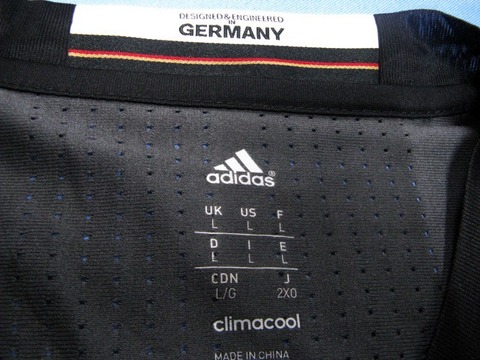 DESIGNED & ENGINEERED
IN
GERMANY
adidas®
UK US F
L L L
D I E
L L L
CDN J
L/G 2XO
climacool
MADE IN CHINA